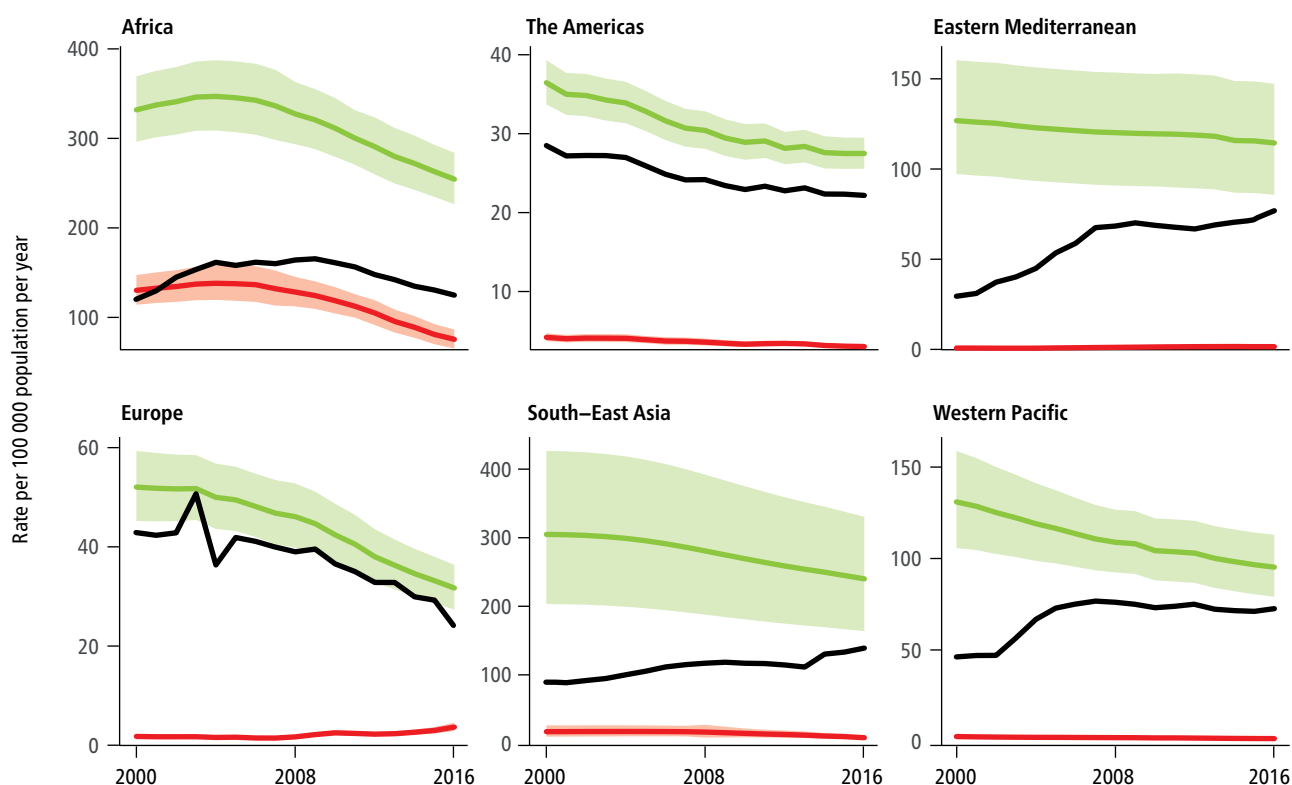 Rate per 100 000 population per year
Africa
400
300
200
100
The Americas
40
30
20
10
Eastern Mediterranean
150
100
50
0
Europe
60
40
20
0
2000 2008 2016
South–East Asia
400
300
200
100
0
2000 2008 2016
Western Pacific
150
100
50
0
2000 2008 2016